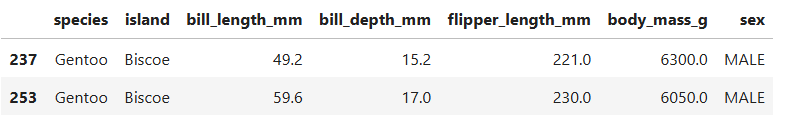 species island bill_length_mm bill_depth_mm flipper_length_mm body_mass_g sex
237 Gentoo Biscoe 49.2 15.2 221.0 6300.0 MALE
253 Gentoo Biscoe 59.6 17.0 230.0 6050.0 MALE